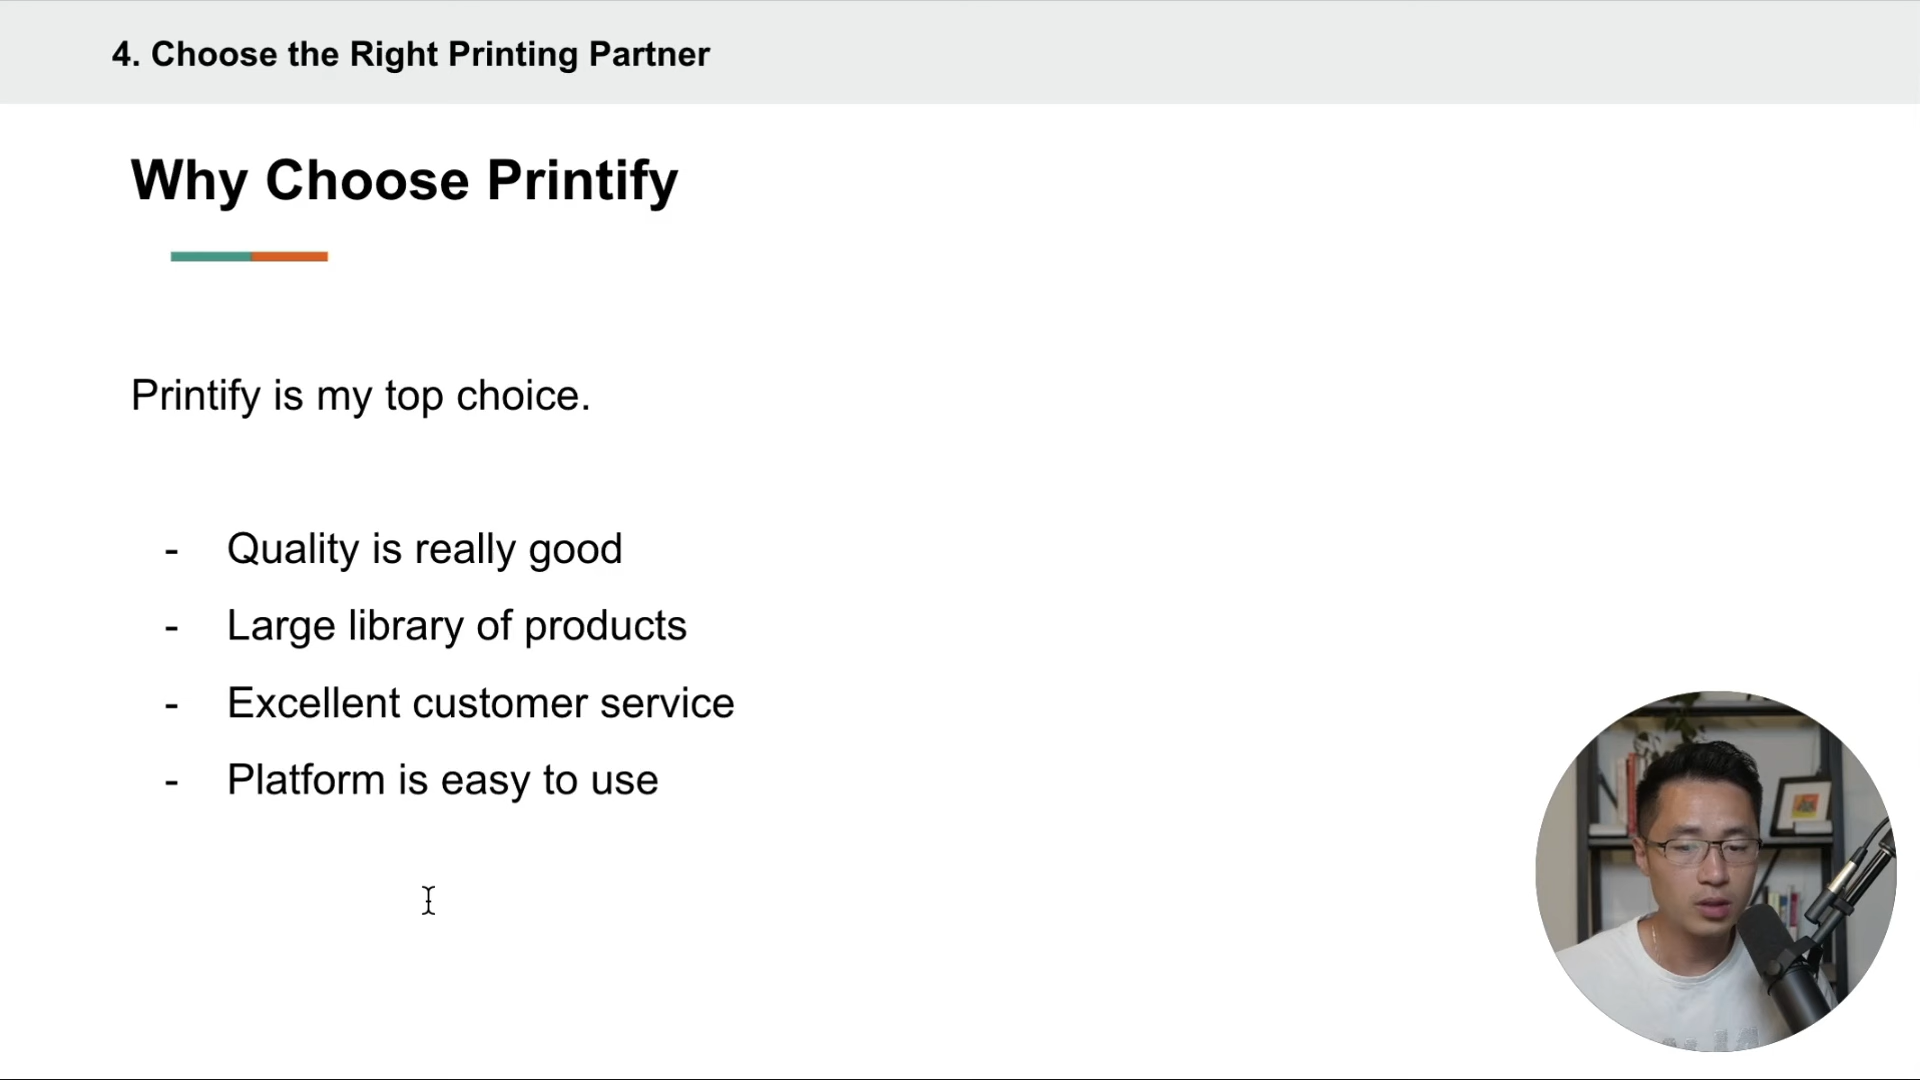 4. Choose the Right Printing Partner
Why Choose Printify
Printify is my top choice.
- Quality is really good
- Large library of products
- Excellent customer service
- Platform is easy to use